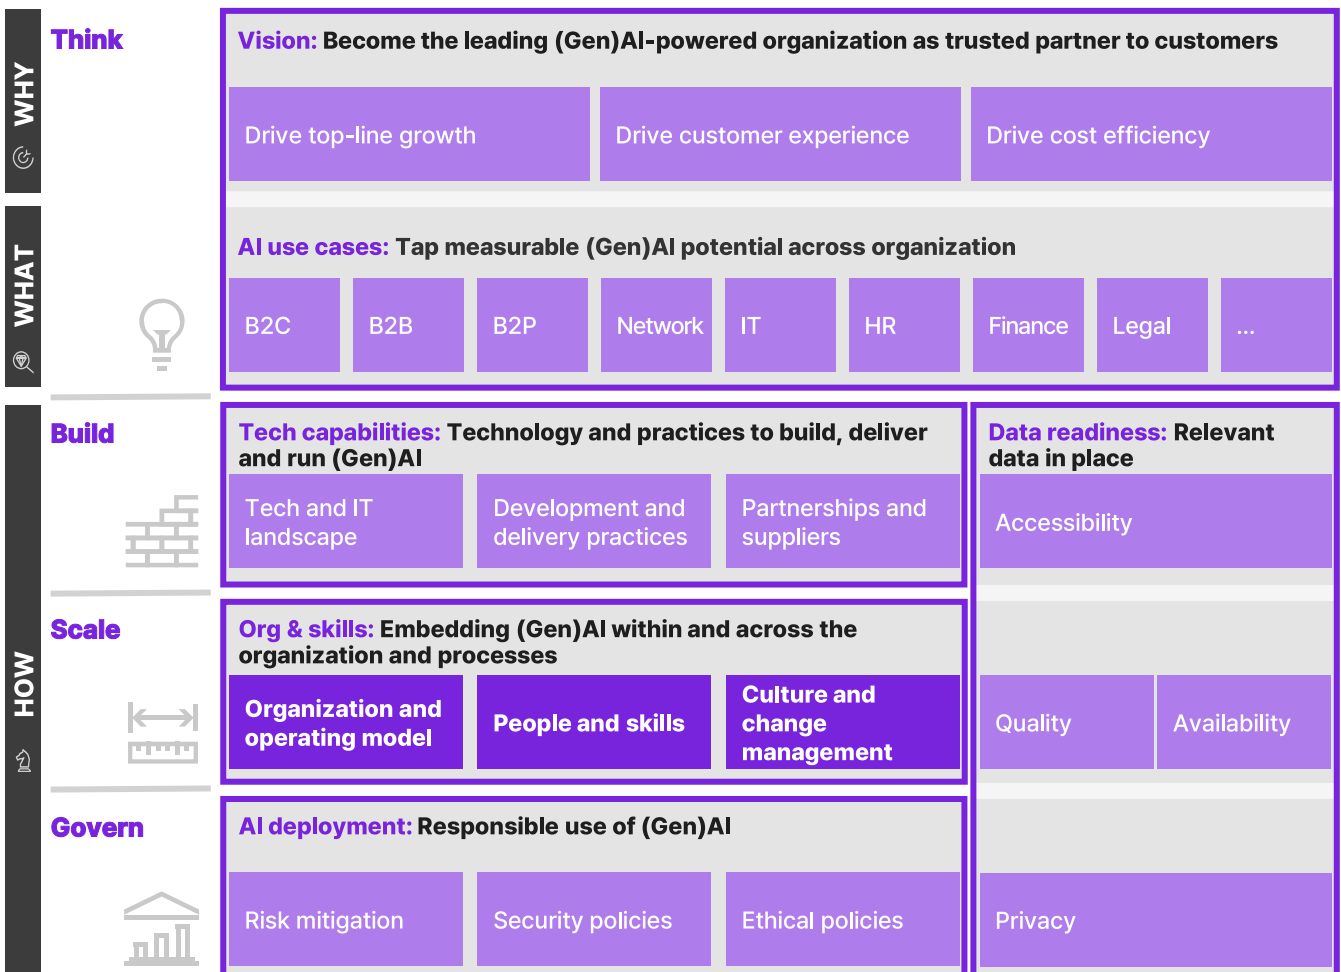 WHY
Think
Vision: Become the leading (Gen)AI-powered organization as trusted partner to customers
Drive top-line growth
Drive customer experience
Drive cost efficiency
WHAT
AI use cases: Tap measurable (Gen)AI potential across organization
B2C
B2B
B2P
Network
IT
HR
Finance
Legal
...
HOW
Build
Tech capabilities: Technology and practices to build, deliver
and run (Gen)AI
Tech and IT
landscape
Development and
delivery practices
Partnerships and
suppliers
Data readiness: Relevant
data in place
Accessibility
Scale
Org & skills: Embedding (Gen)AI within and across the
organization and processes
Organization and
operating model
People and skills
Culture and
change
management
Quality
Availability
Govern
AI deployment: Responsible use of (Gen)AI
Risk mitigation
Security policies
Ethical policies
Privacy